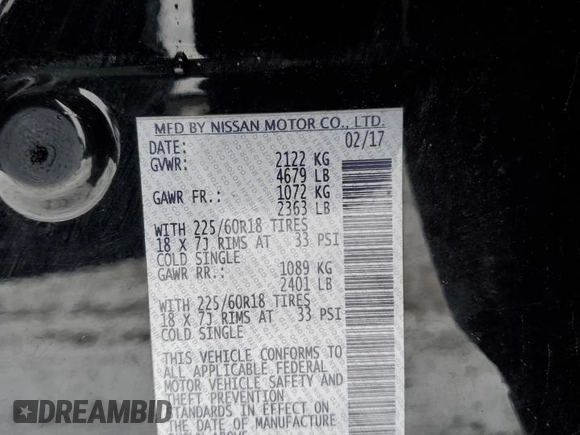 MFD BY NISSAN MOTOR CO., LTD.
DATE: 02/17
GVWR: 2122 KG
4679 LB
GAWR FR.: 1072 KG
2363 LB
WITH 225/60R18 TIRES
18 X 7J RIMS AT 33 PSI
COLD SINGLE
GAWR RR.: 1089 KG
2401 LB
WITH 225/60R18 TIRES
18 X 7J RIMS AT 33 PSI
COLD SINGLE
THIS VEHICLE CONFORMS TO
ALL APPLICABLE FEDERAL
MOTOR VEHICLE SAFETY AND
THEFT PREVENTION
STANDARDS IN EFFECT ON
THE DATE OF MANUFACTURE
DREAMBID